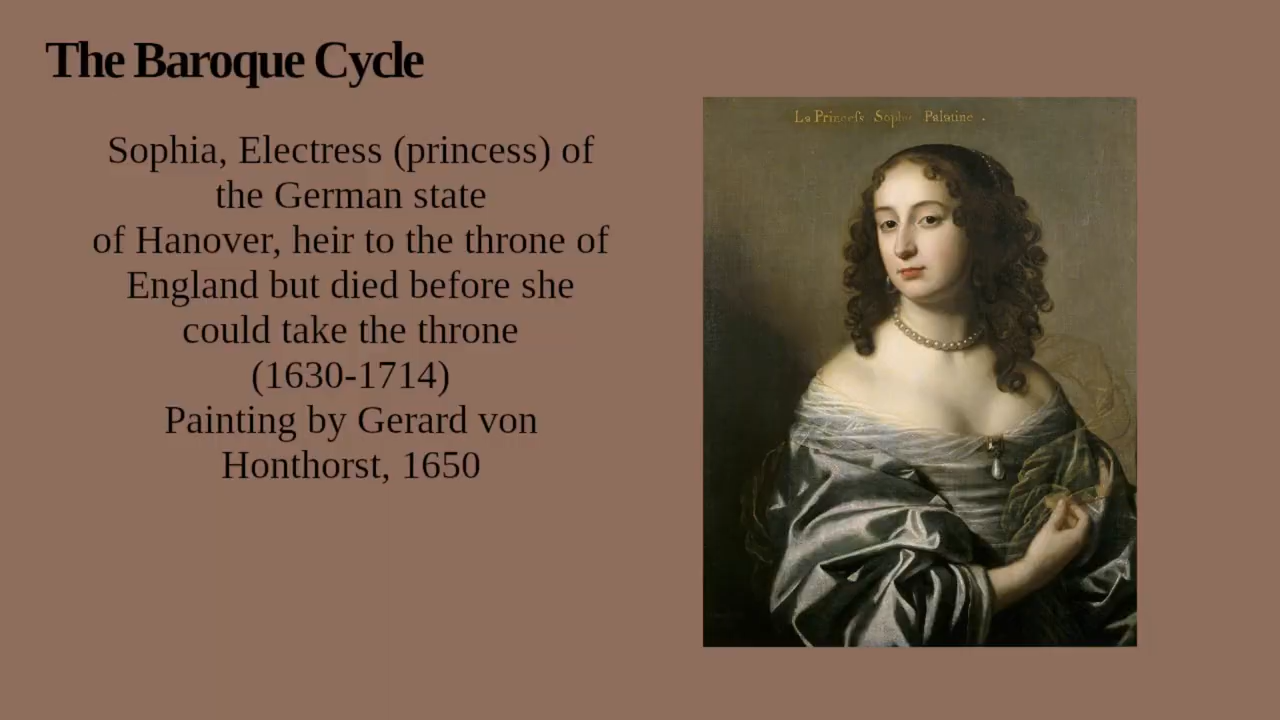 The Baroque Cycle
Sophia, Electress (princess) of
the German state
of Hanover, heir to the throne of
England but died before she
could take the throne
(1630-1714)
Painting by Gerard von
Honthorst, 1650
La Princeſs Sophie Palatine .